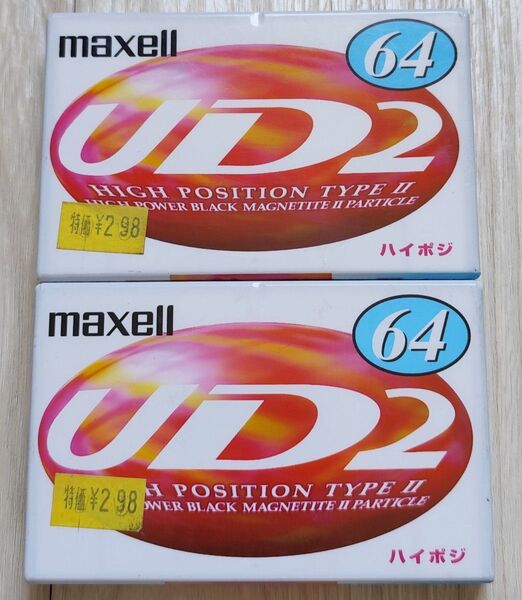 maxell
64
UD2
HIGH POSITION TYPE II
HIGH POWER BLACK MAGNETITE II PARTICLE
特価 ¥298
ハイポジ
maxell
64
UD2
H POSITION TYPE II
POWER BLACK MAGNETITE II PARTICLE
特価 ¥298
ハイポジ